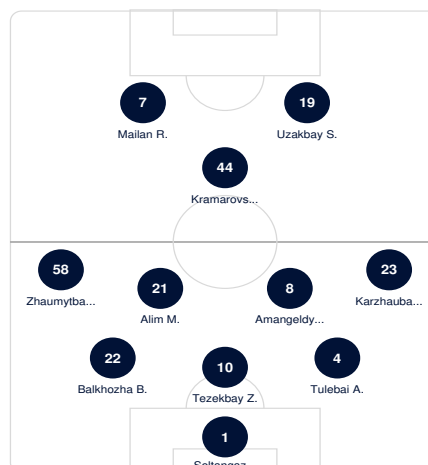 7
19
Mailan R.
Uzakbay S.
44
Kramarovs...
58
23
21
8
Zhaumytba...
Karzhauba...
Alim M.
Amangeldy...
22
10
4
Balkhozha B.
Tulebai A.
Tezekbay Z.
1